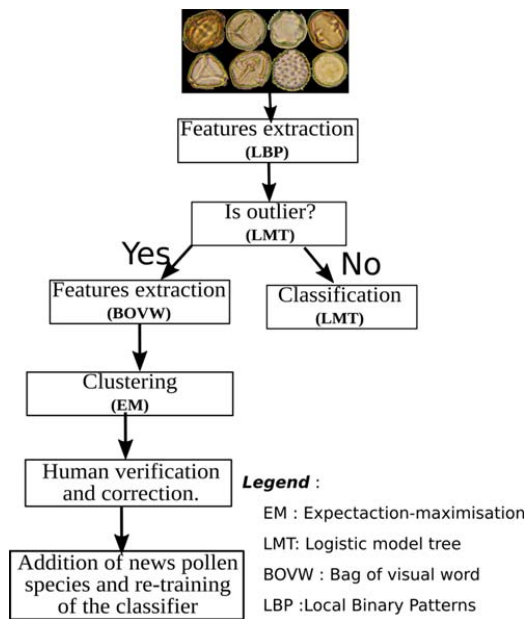 Features extraction
(LBP)
Is outlier?
(LMT)
Yes
No
Features extraction
(BOVW)
Classification
(LMT)
Clustering
(EM)
Human verification
and correction.
Addition of news pollen
species and re-training
of the classifier
Legend :
EM : Expectaction-maximisation
LMT: Logistic model tree
BOVW : Bag of visual word
LBP :Local Binary Patterns